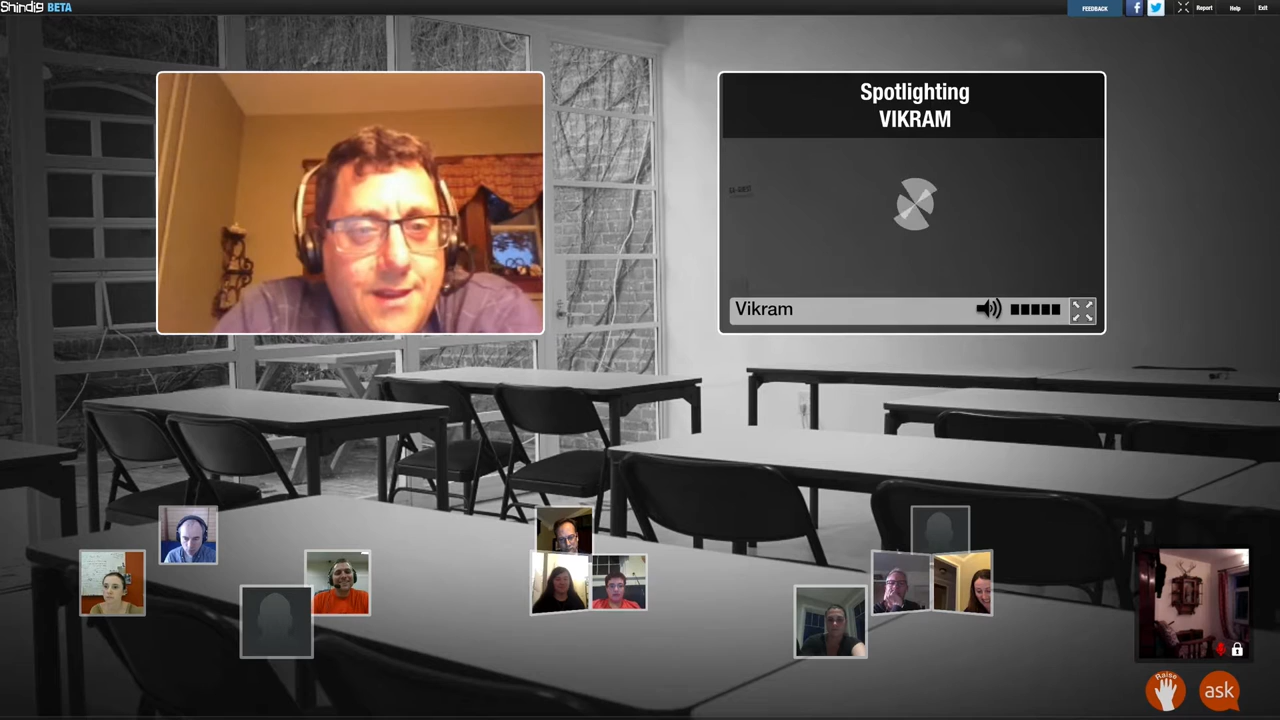 Shindig BETA
FEEDBACK
Report
Help
Exit
Spotlighting
VIKRAM
Vikram
Raise
ask